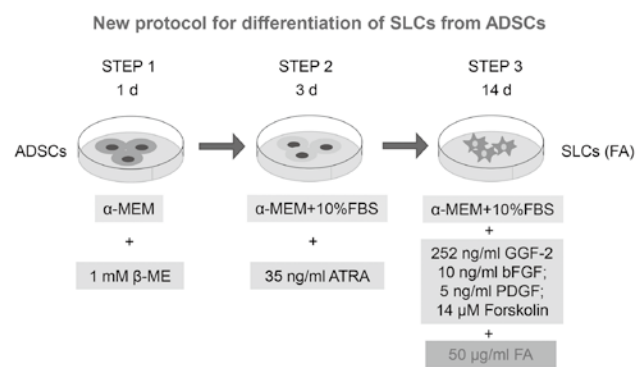 New protocol for differentiation of SLCs from ADSCs
STEP 1
1 d
STEP 2
3 d
STEP 3
14 d
ADSCs
SLCs (FA)
α-MEM
+
1 mM β-ME
α-MEM+10%FBS
+
35 ng/ml ATRA
α-MEM+10%FBS
+
252 ng/ml GGF-2
10 ng/ml bFGF;
5 ng/ml PDGF;
14 µM Forskolin
+
50 µg/ml FA